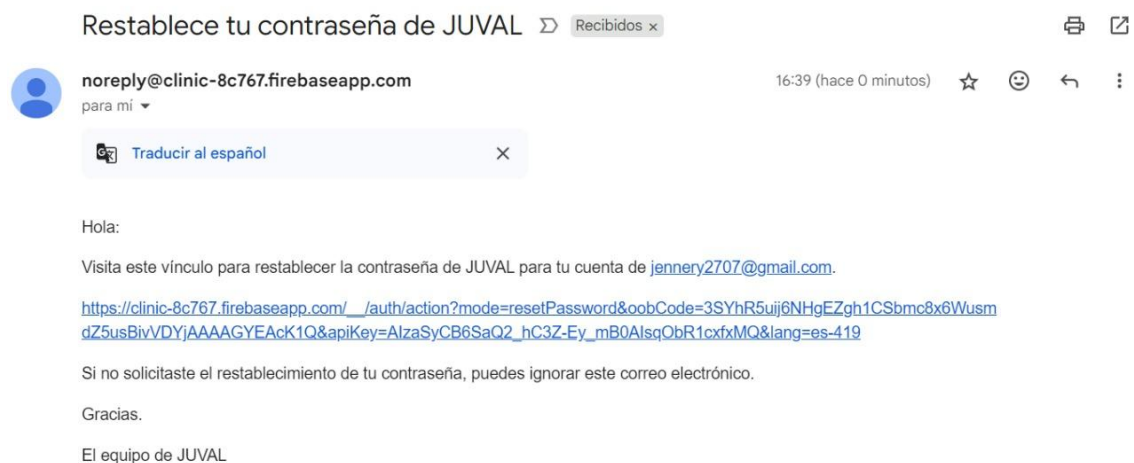 Restablece tu contraseña de JUVAL Recibidos x
noreply@clinic-8c767.firebaseapp.com 16:39 (hace 0 minutos)
para mí
Traducir al español
Hola:
Visita este vínculo para restablecer la contraseña de JUVAL para tu cuenta de jennery2707@gmail.com.
https://clinic-8c767.firebaseapp.com/__/auth/action?mode=resetPassword&oobCode=3SYhR5uij6NHgEZgh1CSbmc8x6Wusm
dZ5usBivVDYjAAAAGYEAcK1Q&apiKey=AIzaSyCB6SaQ2_hC3Z-Ey_mB0AIsqObR1cxfxMQ&lang=es-419
Si no solicitaste el restablecimiento de tu contraseña, puedes ignorar este correo electrónico.
Gracias.
El equipo de JUVAL